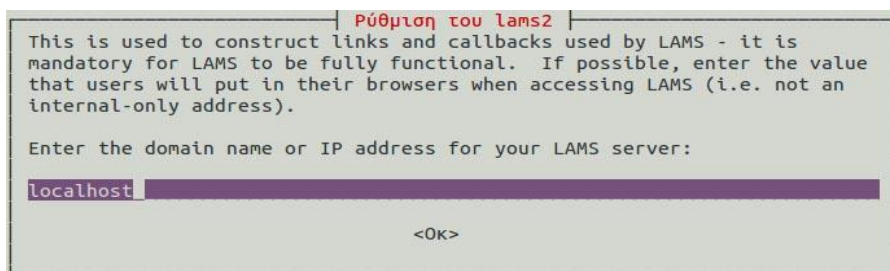 Ρύθμιση του lams2
This is used to construct links and callbacks used by LAMS - it is
mandatory for LAMS to be fully functional.  If possible, enter the value
that users will put in their browsers when accessing LAMS (i.e. not an
internal-only address).
Enter the domain name or IP address for your LAMS server:
localhost_
<Οκ>